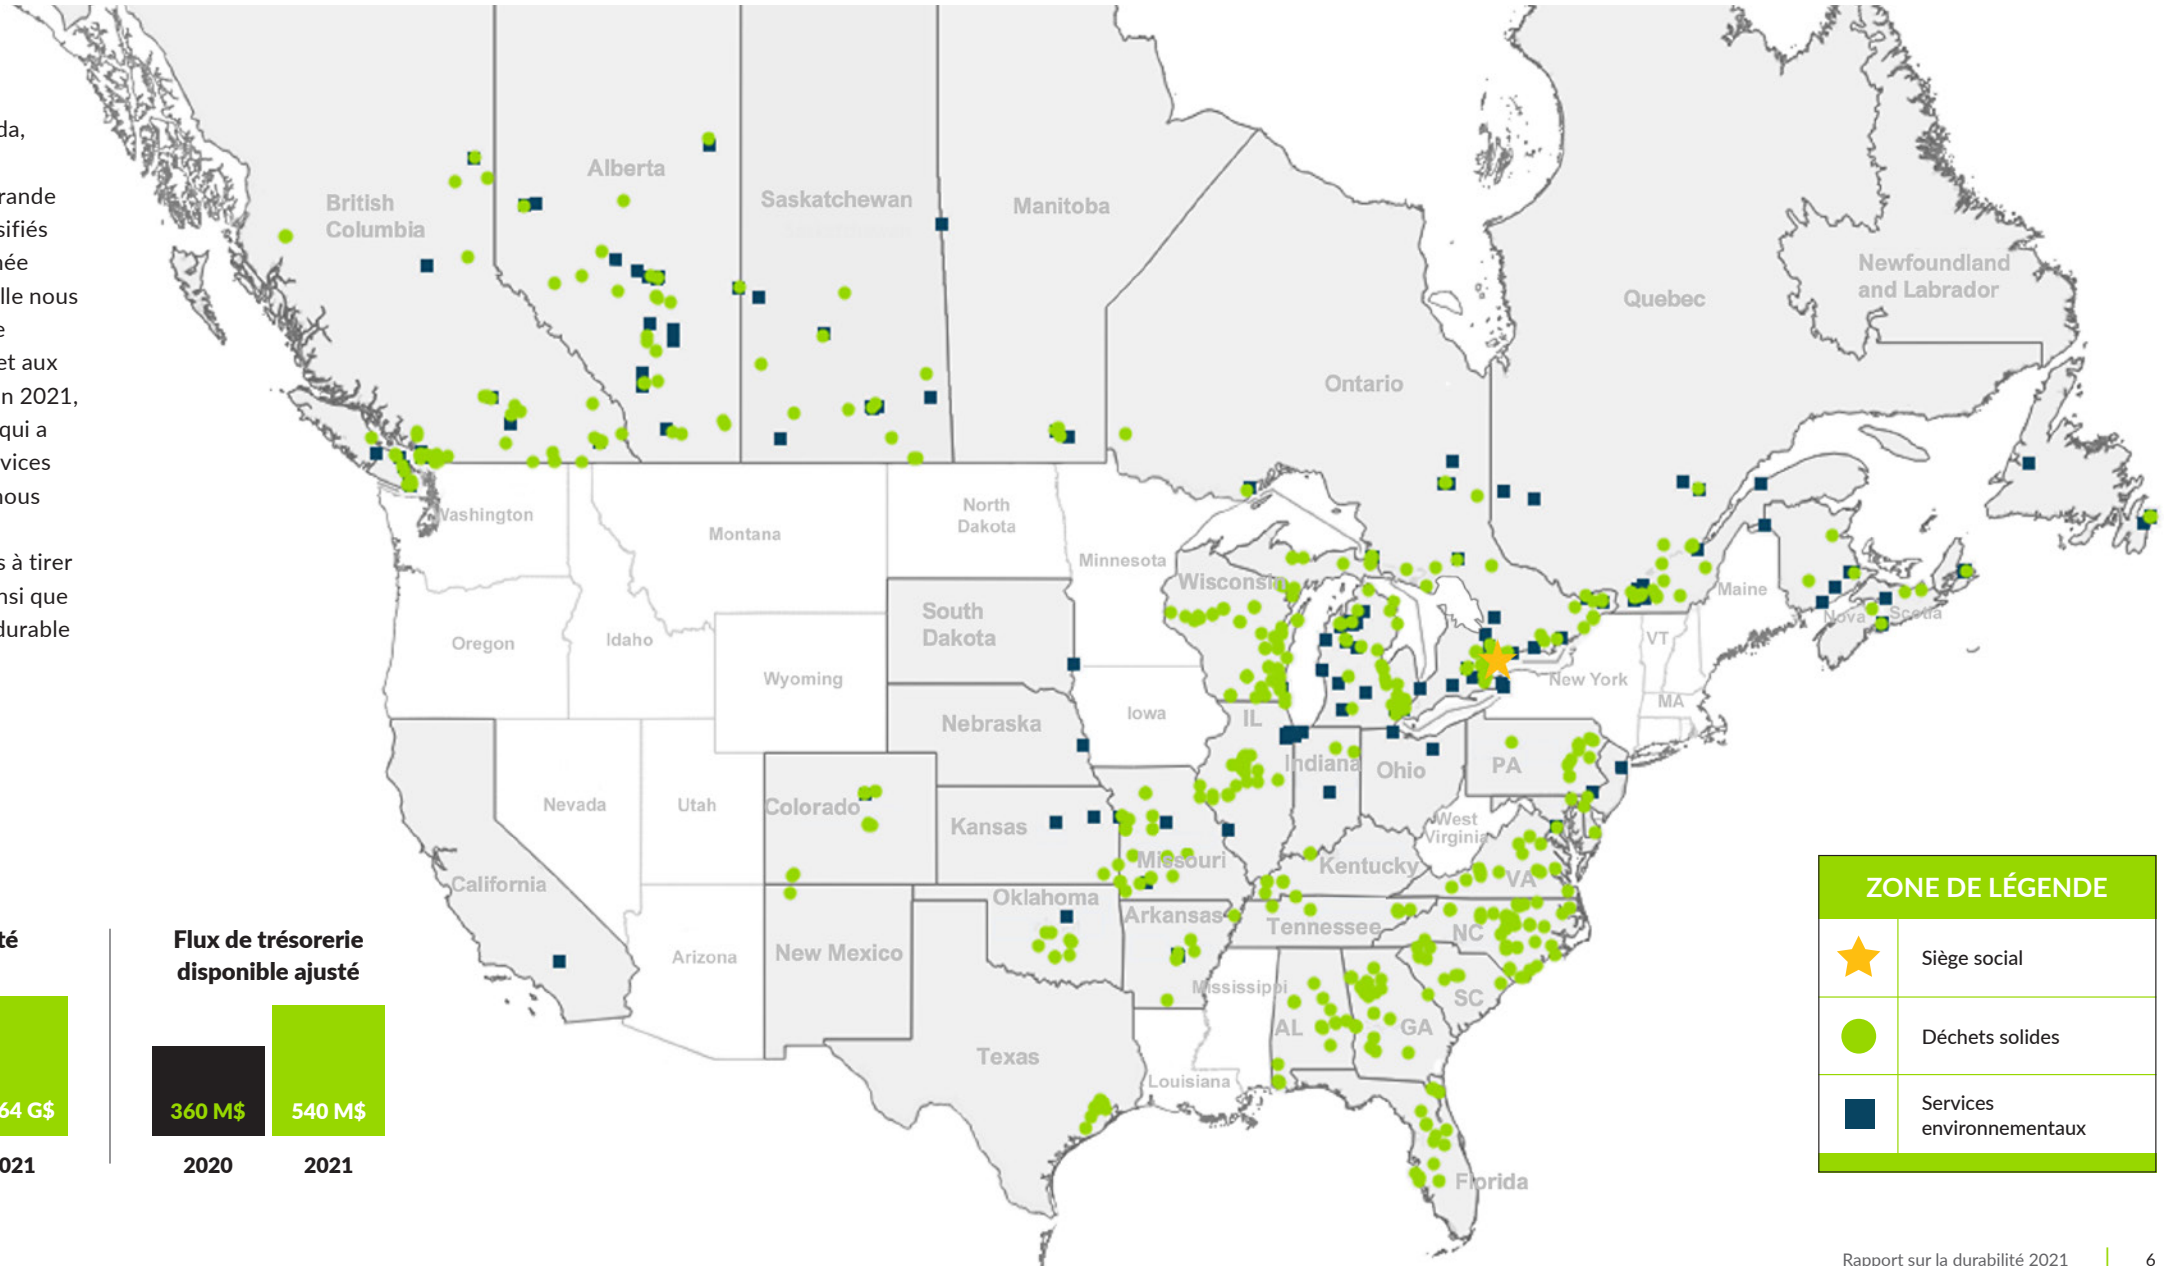 da,
rande
sifiés
née
lle nous
e
et aux
n 2021,
qui a
vices
nous
s à tirer
nsi que
durable
té
64 G$
021
Flux de trésorerie
disponible ajusté
360 M$
540 M$
2020
2021
British
Columbia
Alberta
Saskatchewan
Manitoba
Ontario
Quebec
Newfoundland
and Labrador
Washington
Montana
North
Dakota
Minnesota
Wisconsin
Maine
Nova Scotia
Oregon
Idaho
South
Dakota
Wyoming
VT
New York
MA
Nebraska
Iowa
IL
Indiana
Ohio
PA
Nevada
Utah
Colorado
Kansas
Missouri
West
Virginia
Kentucky
VA
California
Oklahoma
Arkansas
Tennessee
NC
Arizona
New Mexico
Mississippi
AL
GA
SC
Texas
Louisiana
Florida
ZONE DE LÉGENDE
Siège social
Déchets solides
Services
environnementaux
Rapport sur la durabilité 2021 | 6